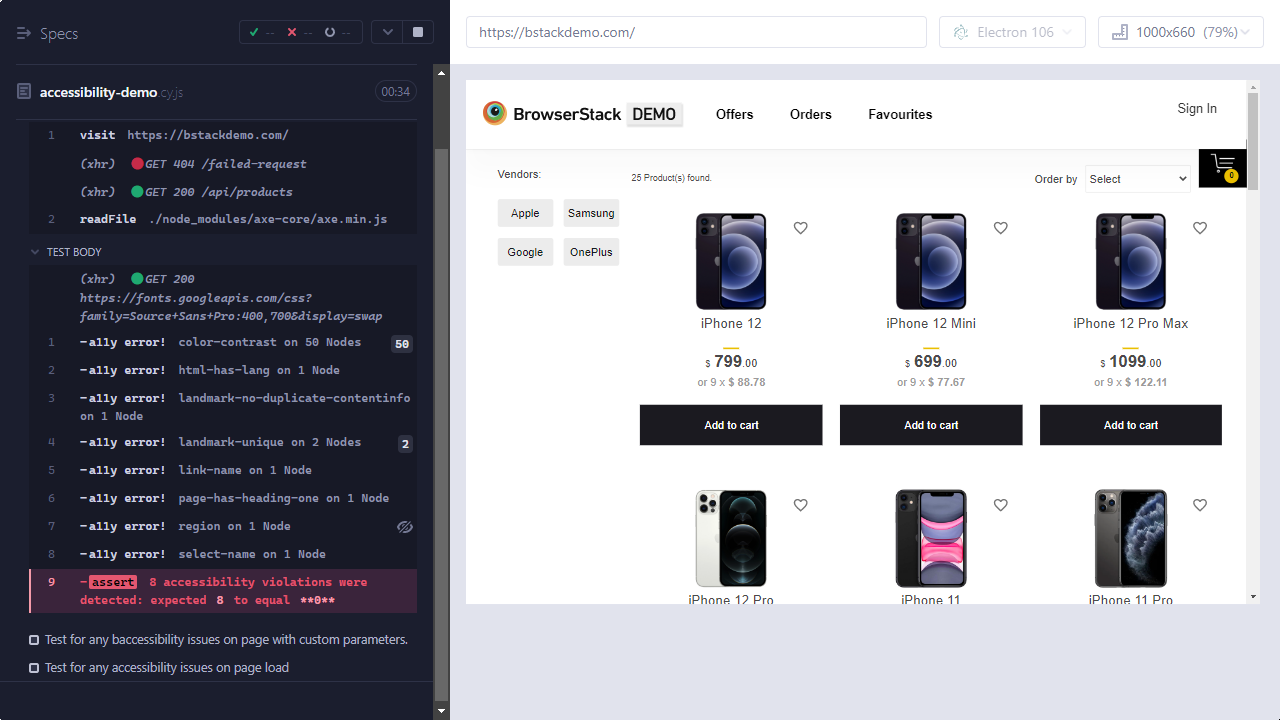 Specs
--
--
--
accessibility-demo.cy.js
00:34
1 visit https://bstackdemo.com/
(xhr) GET 404 /failed-request
(xhr) GET 200 /api/products
2 readFile ./node_modules/axe-core/axe.min.js
TEST BODY
(xhr) GET 200
https://fonts.googleapis.com/css?
family=Source+Sans+Pro:400,700&display=swap
1 -a11y error! color-contrast on 50 Nodes 50
2 -a11y error! html-has-lang on 1 Node
3 -a11y error! landmark-no-duplicate-contentinfo
on 1 Node
4 -a11y error! landmark-unique on 2 Nodes 2
5 -a11y error! link-name on 1 Node
6 -a11y error! page-has-heading-one on 1 Node
7 -a11y error! region on 1 Node
8 -a11y error! select-name on 1 Node
9 -assert 8 accessibility violations were
detected: expected 8 to equal **0**
Test for any baccessibility issues on page with custom parameters.
Test for any accessibility issues on page load
https://bstackdemo.com/
Electron 106
1000x660 (79%)
BrowserStack DEMO
Offers
Orders
Favourites
Sign In
Vendors:
25 Product(s) found.
Order by
Select
0
Apple
Samsung
Google
OnePlus
iPhone 12
iPhone 12 Mini
iPhone 12 Pro Max
$ 799.00
$ 699.00
$ 1099.00
or 9 x $ 88.78
or 9 x $ 77.67
or 9 x $ 122.11
Add to cart
Add to cart
Add to cart
iPhone 12 Pro
iPhone 11
iPhone 11 Pro